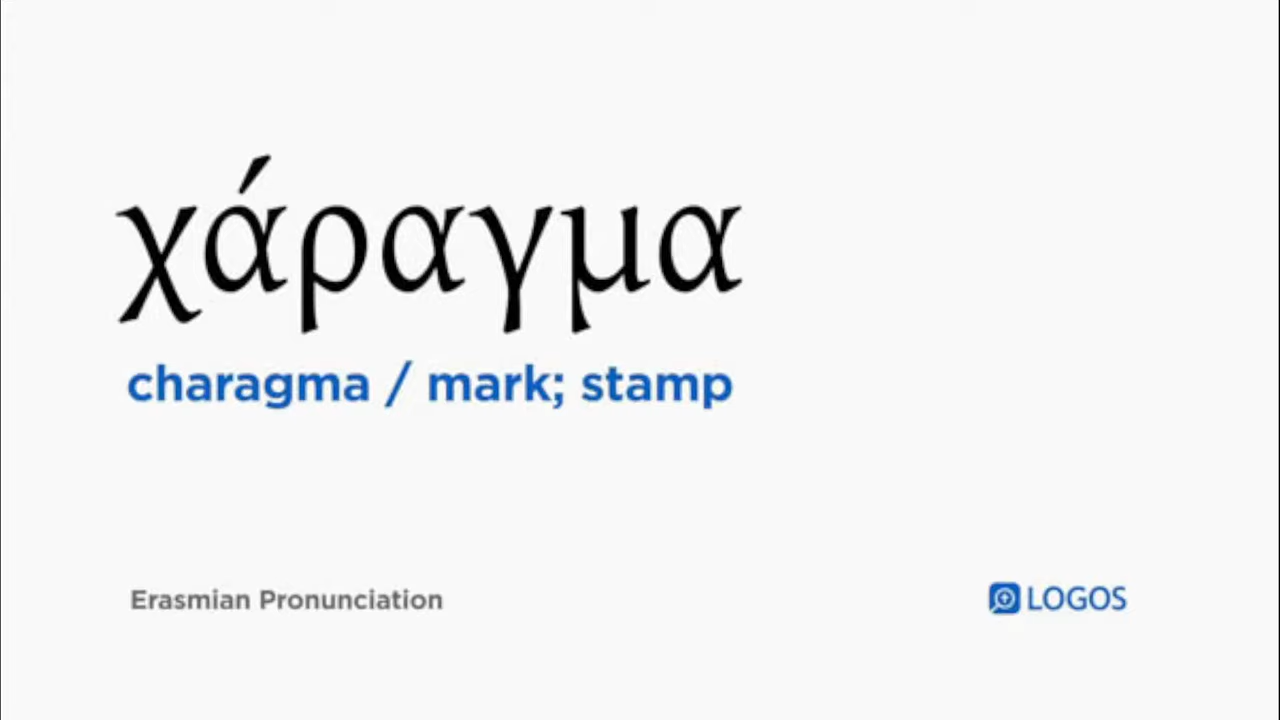 χάραγμα
charagma / mark; stamp
Erasmian Pronunciation
LOGOS